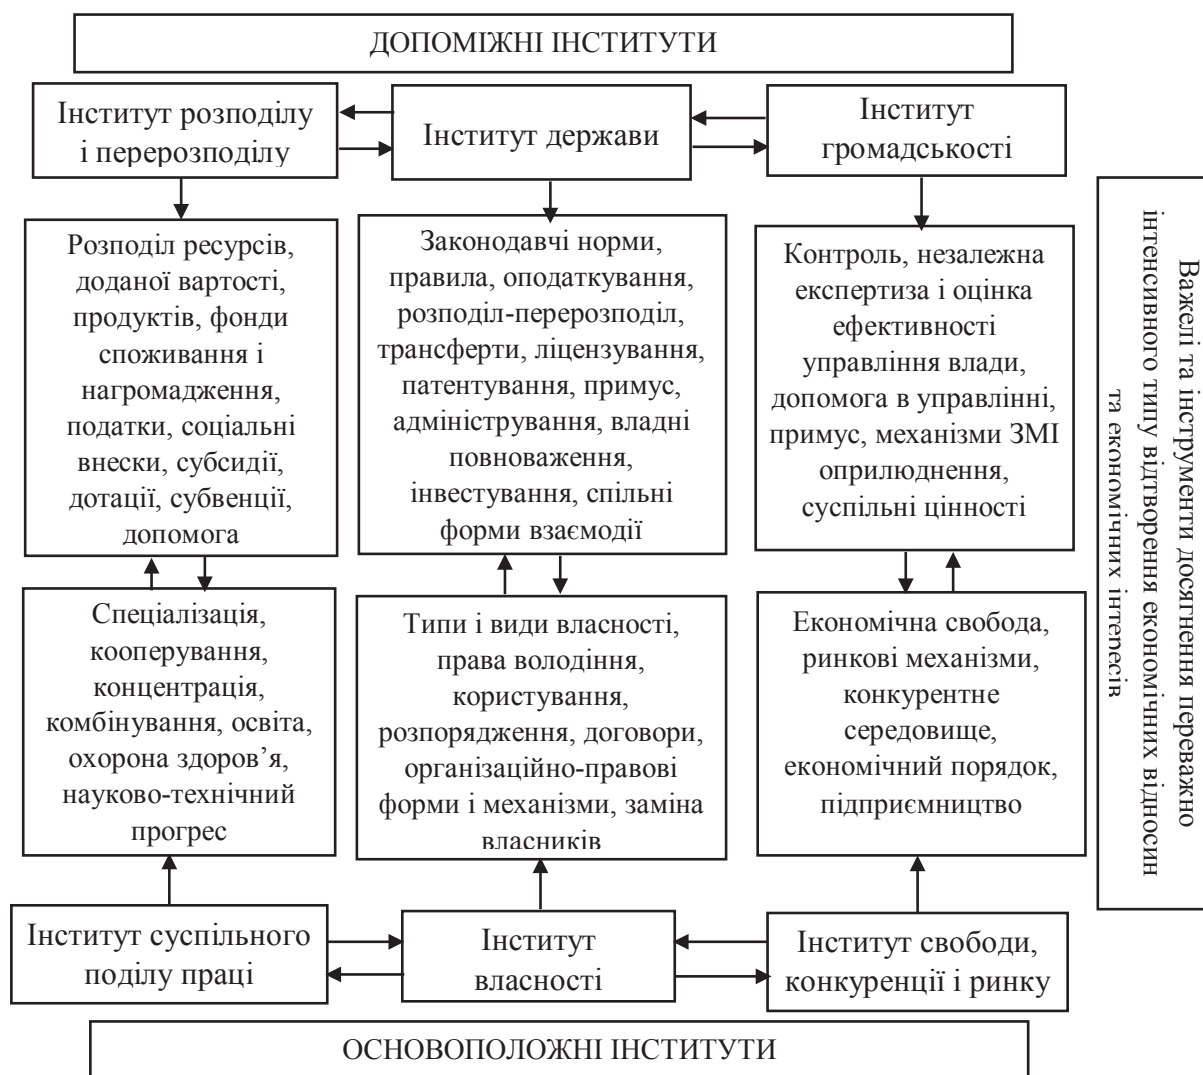 ДОПОМІЖНІ ІНСТИТУТИ
Інститут розподілу
і перерозподілу
Інститут держави
Інститут
громадськості
Розподіл ресурсів,
доданої вартості,
продуктів, фонди
споживання і
нагромадження,
податки, соціальні
внески, субсидії,
дотації, субвенції,
допомога
Законодавчі норми,
правила, оподаткування,
розподіл-перерозподіл,
трансферти, ліцензування,
патентування, примус,
адміністрування, владні
повноваження,
інвестування, спільні
форми взаємодії
Контроль, незалежна
експертиза і оцінка
ефективності
управління влади,
допомога в управлінні,
примус, механізми ЗМІ
оприлюднення,
суспільні цінності
Важелі та інструменти досягнення переважно
інтенсивного типу відтворення економічних відносин
та економічних інтересів
Спеціалізація,
кооперування,
концентрація,
комбінування, освіта,
охорона здоров’я,
науково-технічний
прогрес
Типи і види власності,
права володіння,
користування,
розпорядження, договори,
організаційно-правові
форми і механізми, заміна
власників
Економічна свобода,
ринкові механізми,
конкурентне
середовище,
економічний порядок,
підприємництво
Інститут суспільного
поділу праці
Інститут
власності
Інститут свободи,
конкуренції і ринку
ОСНОВОПОЛОЖНІ ІНСТИТУТИ